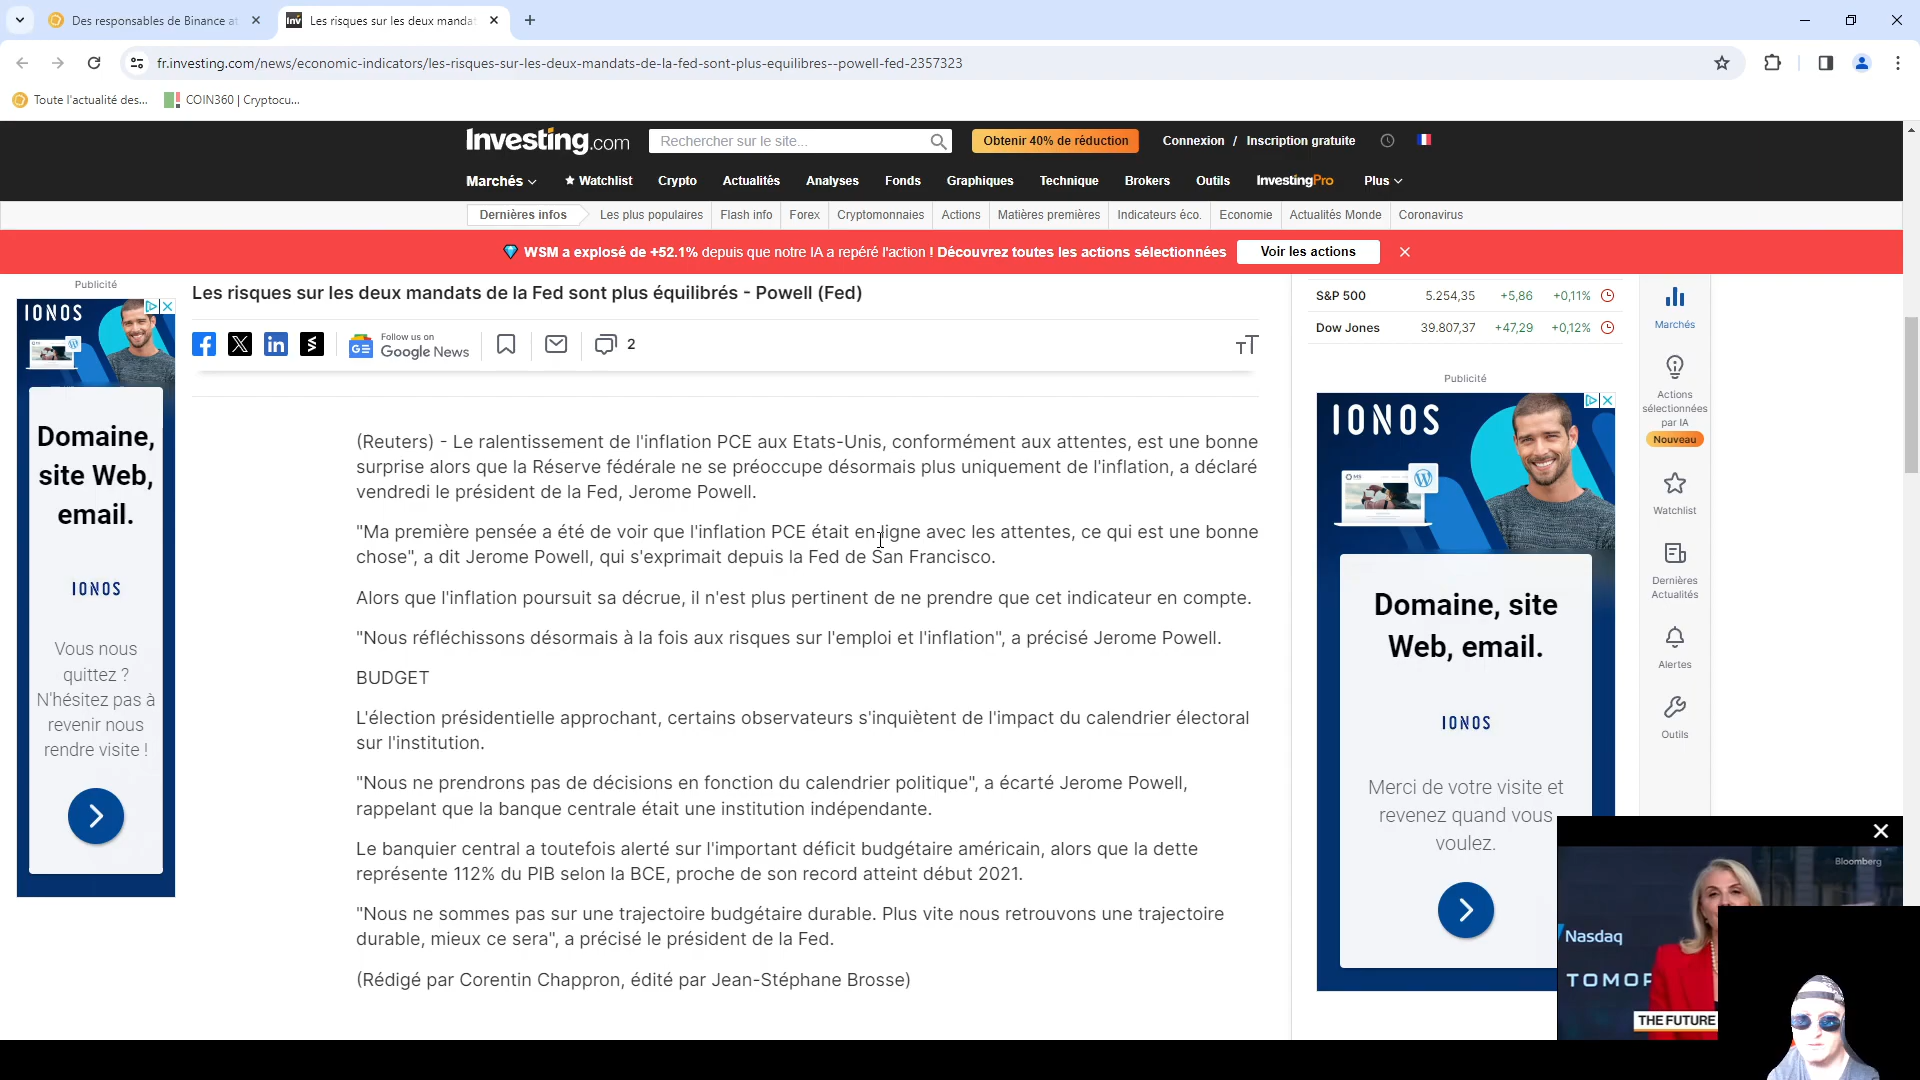 Des responsables de Binance at
Les risques sur les deux manda
fr.investing.com/news/economic-indicators/les-risques-sur-les-deux-mandats-de-la-fed-sont-plus-equilibres--powell-fed-2357323
Toute l'actualité des...
COIN360 | Cryptocu...
Investing.com
Rechercher sur le site...
Obtenir 40% de réduction
Connexion / Inscription gratuite
Marchés
Watchlist
Crypto
Actualités
Analyses
Fonds
Graphiques
Technique
Brokers
Outils
InvestingPro
Plus
Dernières infos
Les plus populaires
Flash info
Forex
Cryptomonnaies
Actions
Matières premières
Indicateurs éco.
Economie
Actualités Monde
Coronavirus
WSM a explosé de +52.1% depuis que notre IA a repéré l'action ! Découvrez toutes les actions sélectionnées
Voir les actions
Publicité
IONOS
Domaine,
site Web,
email.
IONOS
Vous nous
quittez ?
N'hésitez pas à
revenir nous
rendre visite !
Les risques sur les deux mandats de la Fed sont plus équilibrés - Powell (Fed)
Follow us on
Google News
2
TT
(Reuters) - Le ralentissement de l'inflation PCE aux Etats-Unis, conformément aux attentes, est une bonne
surprise alors que la Réserve fédérale ne se préoccupe désormais plus uniquement de l'inflation, a déclaré
vendredi le président de la Fed, Jerome Powell.
"Ma première pensée a été de voir que l'inflation PCE était en ligne avec les attentes, ce qui est une bonne
chose", a dit Jerome Powell, qui s'exprimait depuis la Fed de San Francisco.
Alors que l'inflation poursuit sa décrue, il n'est plus pertinent de ne prendre que cet indicateur en compte.
"Nous réfléchissons désormais à la fois aux risques sur l'emploi et l'inflation", a précisé Jerome Powell.
BUDGET
L'élection présidentielle approchant, certains observateurs s'inquiètent de l'impact du calendrier électoral
sur l'institution.
"Nous ne prendrons pas de décisions en fonction du calendrier politique", a écarté Jerome Powell,
rappelant que la banque centrale était une institution indépendante.
Le banquier central a toutefois alerté sur l'important déficit budgétaire américain, alors que la dette
représente 112% du PIB selon la BCE, proche de son record atteint début 2021.
"Nous ne sommes pas sur une trajectoire budgétaire durable. Plus vite nous retrouvons une trajectoire
durable, mieux ce sera", a précisé le président de la Fed.
(Rédigé par Corentin Chappron, édité par Jean-Stéphane Brosse)
S&P 500 5.254,35 +5,86 +0,11%
Dow Jones 39.807,37 +47,29 +0,12%
Publicité
IONOS
Domaine, site
Web, email.
IONOS
Merci de votre visite et
revenez quand vous
voulez.
Marchés
Actions
sélectionnées
par IA
Nouveau
Watchlist
Dernières
Actualités
Alertes
Outils
Bloomberg
Nasdaq
TOMOR
THE FUTURE